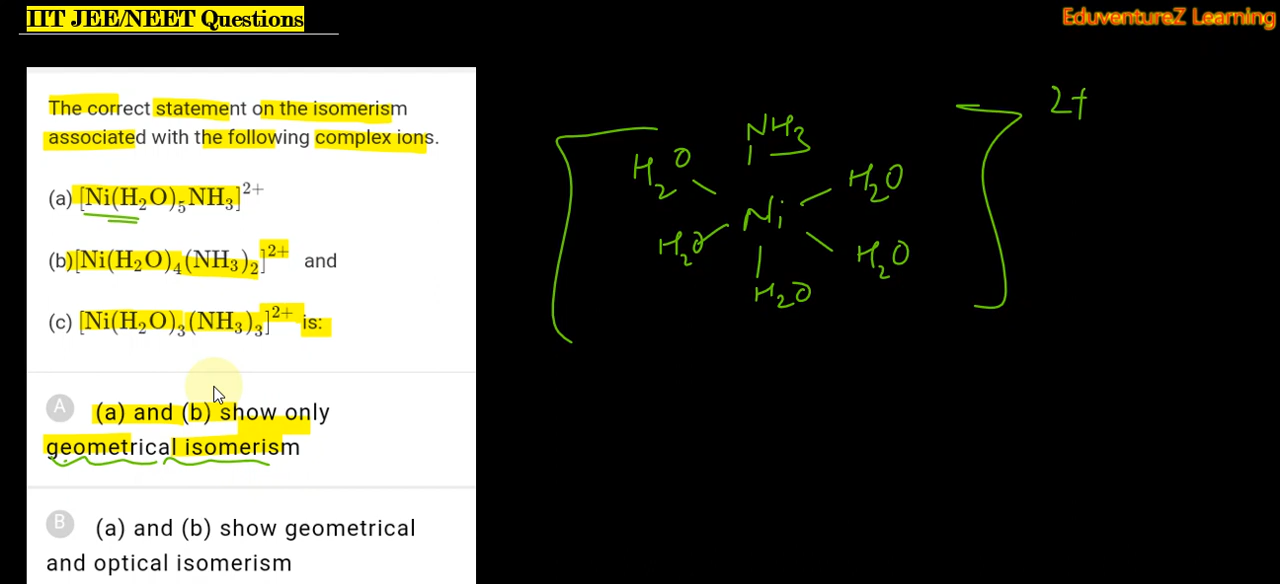 IIT JEE/NEET Questions
EduventureZ Learning
The correct statement on the isomerism
associated with the following complex ions.
(a) [Ni(H₂O)₅NH₃]²⁺
(b)[Ni(H₂O)₄(NH₃)₂]²⁺ and
(c) [Ni(H₂O)₃(NH₃)₃]²⁺ is:
A (a) and (b) show only
geometrical isomerism
B (a) and (b) show geometrical
and optical isomerism
2+
NH₃
H₂O
H₂O
Ni
H₂O
H₂O
H₂O